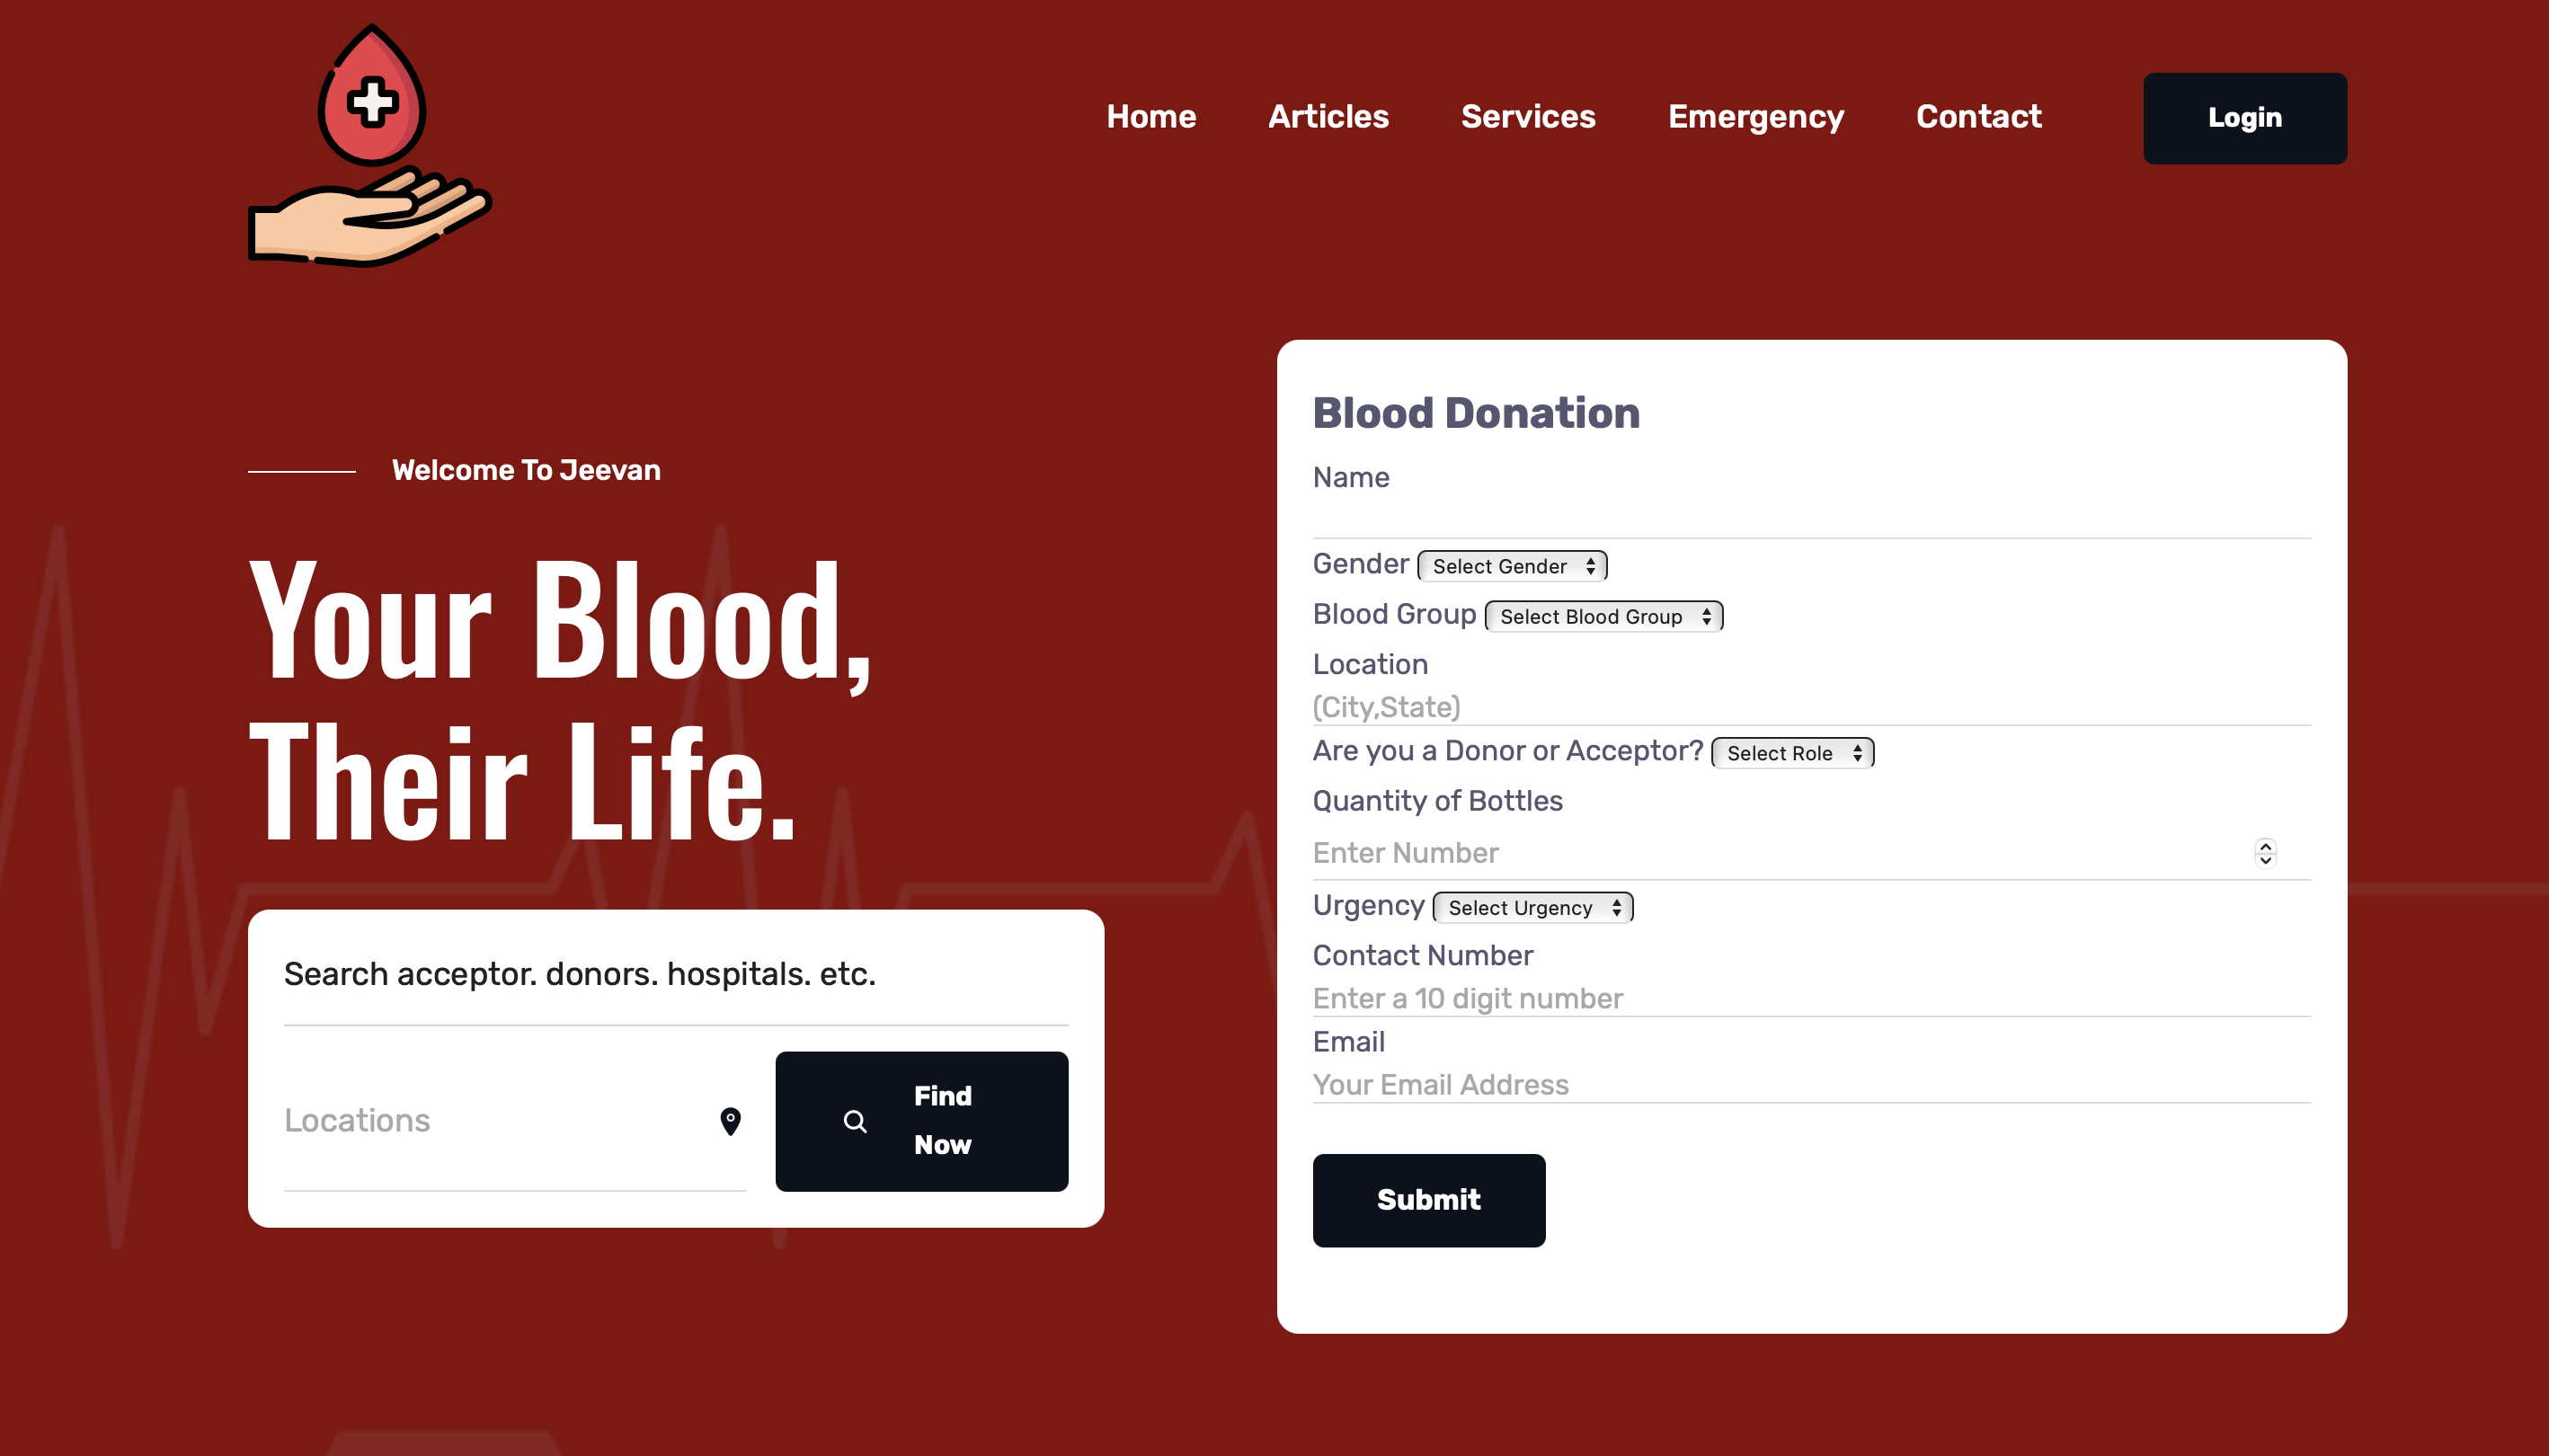 Home Articles Services Emergency Contact Login
Welcome To Jeevan
Your Blood,
Their Life.
Search acceptor. donors. hospitals. etc.
Locations
Find
Now
Blood Donation
Name
Gender Select Gender
Blood Group Select Blood Group
Location
(City,State)
Are you a Donor or Acceptor? Select Role
Quantity of Bottles
Enter Number
Urgency Select Urgency
Contact Number
Enter a 10 digit number
Email
Your Email Address
Submit